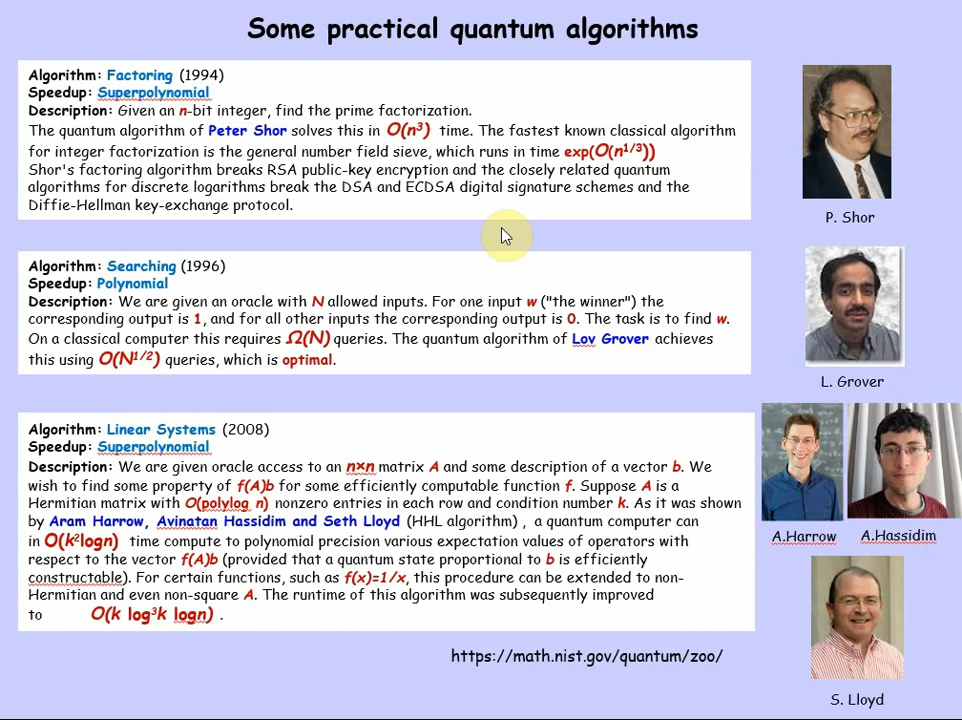 Some practical quantum algorithms
Algorithm: Factoring (1994)
Speedup: Superpolynomial
Description: Given an n-bit integer, find the prime factorization.
The quantum algorithm of Peter Shor solves this in O(n³) time. The fastest known classical algorithm
for integer factorization is the general number field sieve, which runs in time exp(O(n^1/3))
Shor's factoring algorithm breaks RSA public-key encryption and the closely related quantum
algorithms for discrete logarithms break the DSA and ECDSA digital signature schemes and the
Diffie-Hellman key-exchange protocol.
P. Shor
Algorithm: Searching (1996)
Speedup: Polynomial
Description: We are given an oracle with N allowed inputs. For one input w ("the winner") the
corresponding output is 1, and for all other inputs the corresponding output is 0. The task is to find w.
On a classical computer this requires Ω(N) queries. The quantum algorithm of Lov Grover achieves
this using O(N^1/2) queries, which is optimal.
L. Grover
Algorithm: Linear Systems (2008)
Speedup: Superpolynomial
Description: We are given oracle access to an n×n matrix A and some description of a vector b. We
wish to find some property of f(A)b for some efficiently computable function f. Suppose A is a
Hermitian matrix with O(polylog n) nonzero entries in each row and condition number k. As it was shown
by Aram Harrow, Avinatan Hassidim and Seth Lloyd (HHL algorithm) , a quantum computer can
in O(k²logn) time compute to polynomial precision various expectation values of operators with
respect to the vector f(A)b (provided that a quantum state proportional to b is efficiently
constructable). For certain functions, such as f(x)=1/x, this procedure can be extended to non-
Hermitian and even non-square A. The runtime of this algorithm was subsequently improved
to O(k log³k logn) .
A.Harrow
A.Hassidim
S. Lloyd
https://math.nist.gov/quantum/zoo/